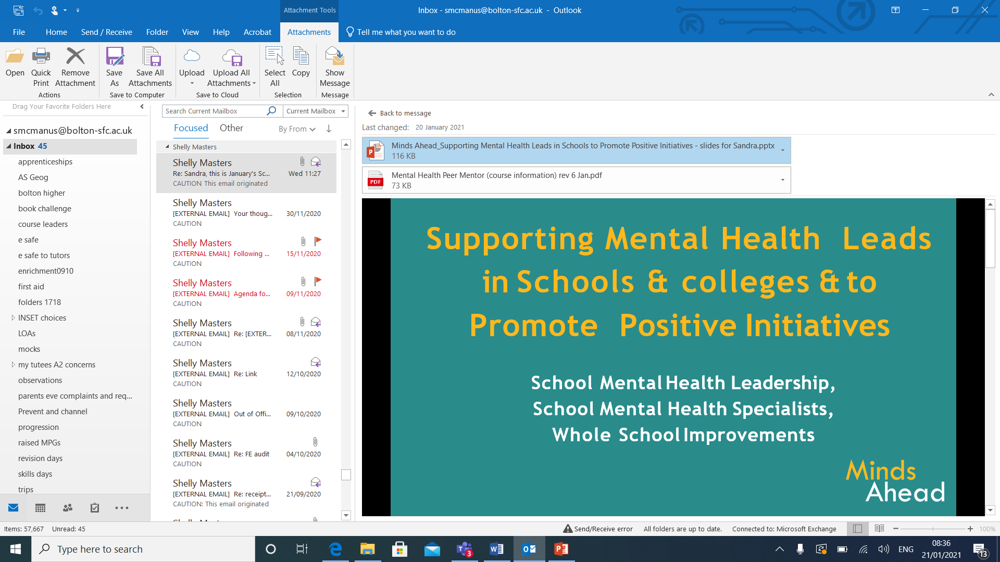 Attachment Tools
Inbox - smcmanus@bolton-sfc.ac.uk - Outlook
File Home Send / Receive Folder View Help Acrobat Attachments Tell me what you want to do
Open
Quick Print
Remove Attachment
Save As
Save All Attachments
Upload
Upload All Attachments
Select All
Copy
Show Message
Actions
Save to Computer
Save to Cloud
Selection
Message
Drag Your Favorite Folders Here
smcmanus@bolton-sfc.ac.uk
Inbox 45
apprenticeships
AS Geog
bolton higher
book challenge
course leaders
e safe
e safe to tutors
enrichment0910
first aid
folders 1718
INSET choices
LOAs
mocks
my tutees A2 concerns
observations
parents eve complaints and req...
Prevent and channel
progression
raised MPGs
revision days
skills days
trips
Search Current Mailbox
Current Mailbox
Focused Other By From
Shelly Masters
Shelly Masters
Re: Sandra, this is January's Sc... Wed 11:27
CAUTION This email originated
Shelly Masters
[EXTERNAL EMAIL] Your thoug... 30/11/2020
CAUTION
Shelly Masters
[EXTERNAL EMAIL] Following ... 15/11/2020
CAUTION
Shelly Masters
[EXTERNAL EMAIL] Agenda fo... 09/11/2020
CAUTION
Shelly Masters
[EXTERNAL EMAIL] Re: [EXTER... 08/11/2020
CAUTION
Shelly Masters
[EXTERNAL EMAIL] Re: Link 12/10/2020
CAUTION
Shelly Masters
[EXTERNAL EMAIL] Out of Offi... 09/10/2020
CAUTION
Shelly Masters
[EXTERNAL EMAIL] Re: FE audit 04/10/2020
CAUTION
Shelly Masters
[EXTERNAL EMAIL] Re: receipt... 21/09/2020
CAUTION: This email originated
Back to message
Last changed: 20 January 2021
Minds Ahead_Supporting Mental Health Leads in Schools to Promote Positive Initiatives - slides for Sandra.pptx
116 KB
PDF
Mental Health Peer Mentor (course information) rev 6 Jan.pdf
73 KB
Supporting Mental Health Leads
in Schools & colleges & to
Promote Positive Initiatives
School Mental Health Leadership,
School Mental Health Specialists,
Whole School Improvements
Minds
Ahead
Items: 57,667 Unread: 45
Send/Receive error All folders are up to date. Connected to: Microsoft Exchange 100%
Type here to search
3
ENG
08:36
21/01/2021
13